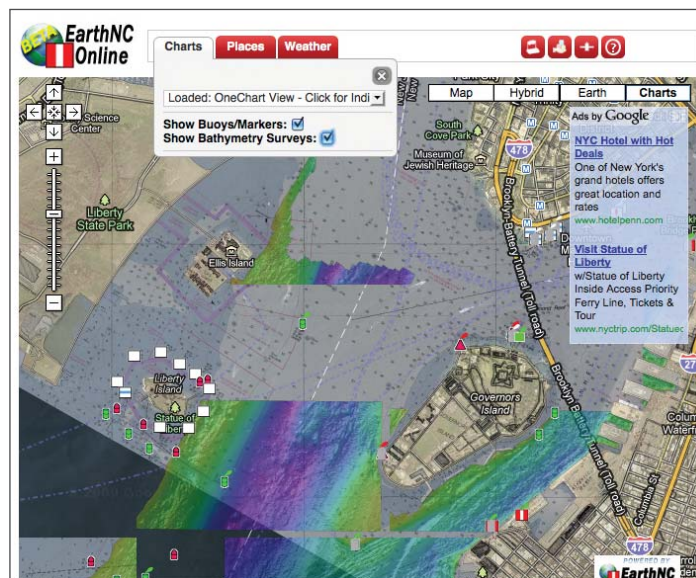 BETA EarthNC
Online
Charts
Places
Weather
Loaded: OneChart View - Click for Indi
Show Buoys/Markers:
Show Bathymetry Surveys:
Map
Hybrid
Earth
Charts
Science
Center
Liberty
State Park
Ellis Island
South
Cove Park
Museum of
Jewish Heritage
478
Brooklyn-Battery Tunnel (Toll road)
Ads by Google
NYC Hotel with Hot
Deals
One of New York's
grand hotels offers
great location and
rates
www.hotelpenn.com
Visit Statue of
Liberty
w/Statue of Liberty
Inside Access Priority
Ferry Line, Tickets &
Tour
www.nyctrip.com/Statuec
Liberty
Island
Statue of
Governors
Island
Brooklyn Battery Tunnel (Toll road)
27
Colum
Waterf
Columbia St
478
POWERED BY
EarthNC